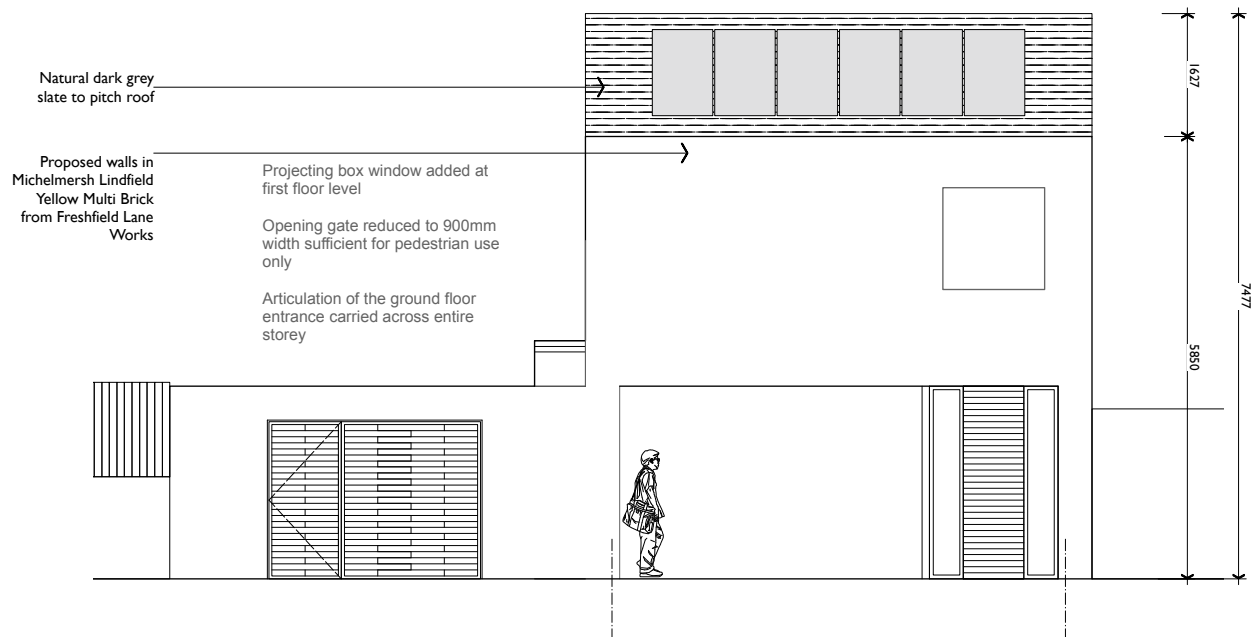 Natural dark grey
slate to pitch roof
Proposed walls in
Michelmersh Lindfield
Yellow Multi Brick
from Freshfield Lane
Works
Projecting box window added at
first floor level
Opening gate reduced to 900mm
width sufficient for pedestrian use
only
Articulation of the ground floor
entrance carried across entire
storey
1627
5850
7477